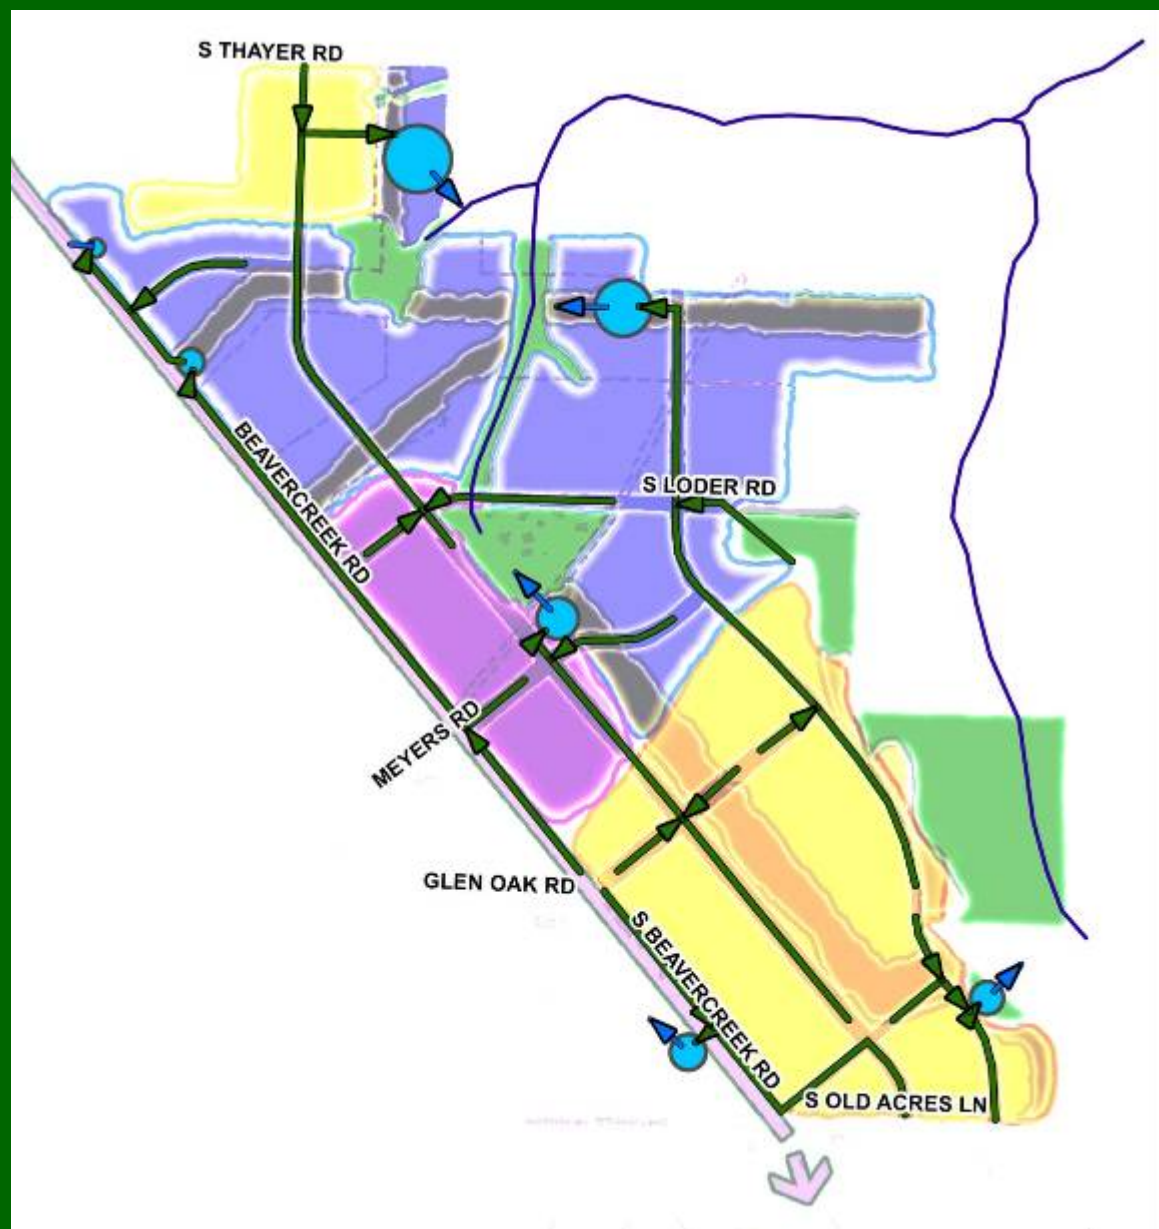 S THAYER RD
S LODER RD
BEAVERCREEK RD
MEYERS RD
GLEN OAK RD
S BEAVERCREEK RD
S OLD ACRES LN